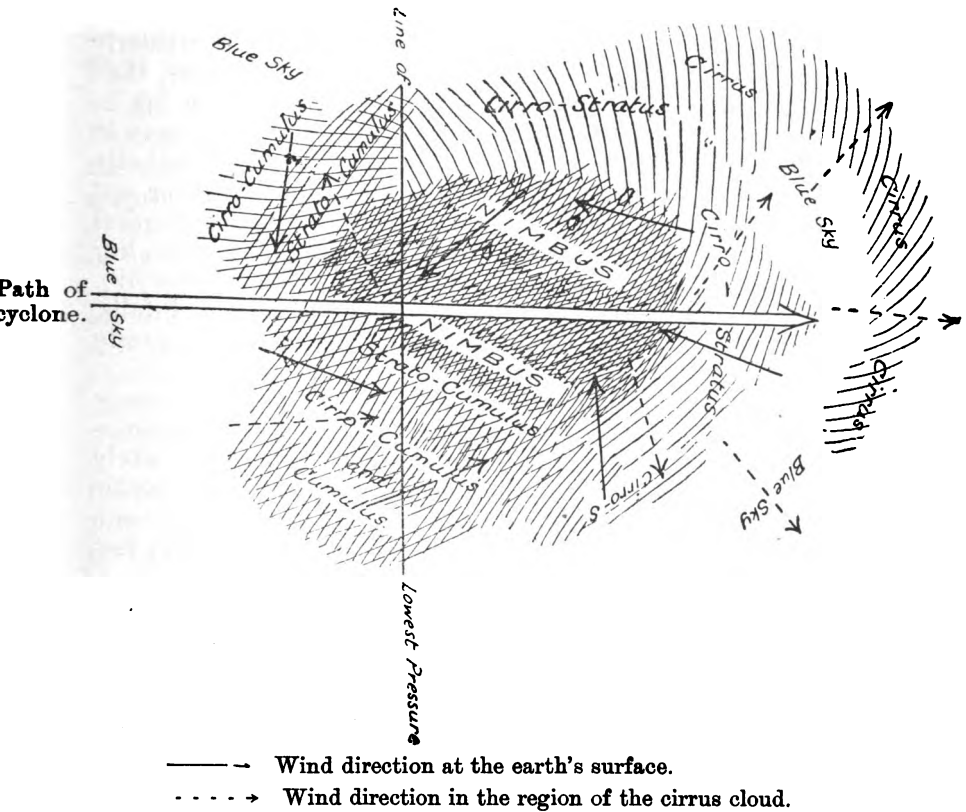 Line of
Blue Sky
Cirrus
Cirro-Stratus
Cirro-Cumulus
Strato-Cumulus
NIMBUS
Blue Sky
Cirrus
Cirro
Stratus
Path of
cyclone.
Blue Sky
NIMBUS
Strato-Cumulus
Cirro Cumulus
and
Cumulus
Cirro-S
Blue
Sky
Cirrus
Lowest Pressure
Wind direction at the earth's surface.
Wind direction in the region of the cirrus cloud.